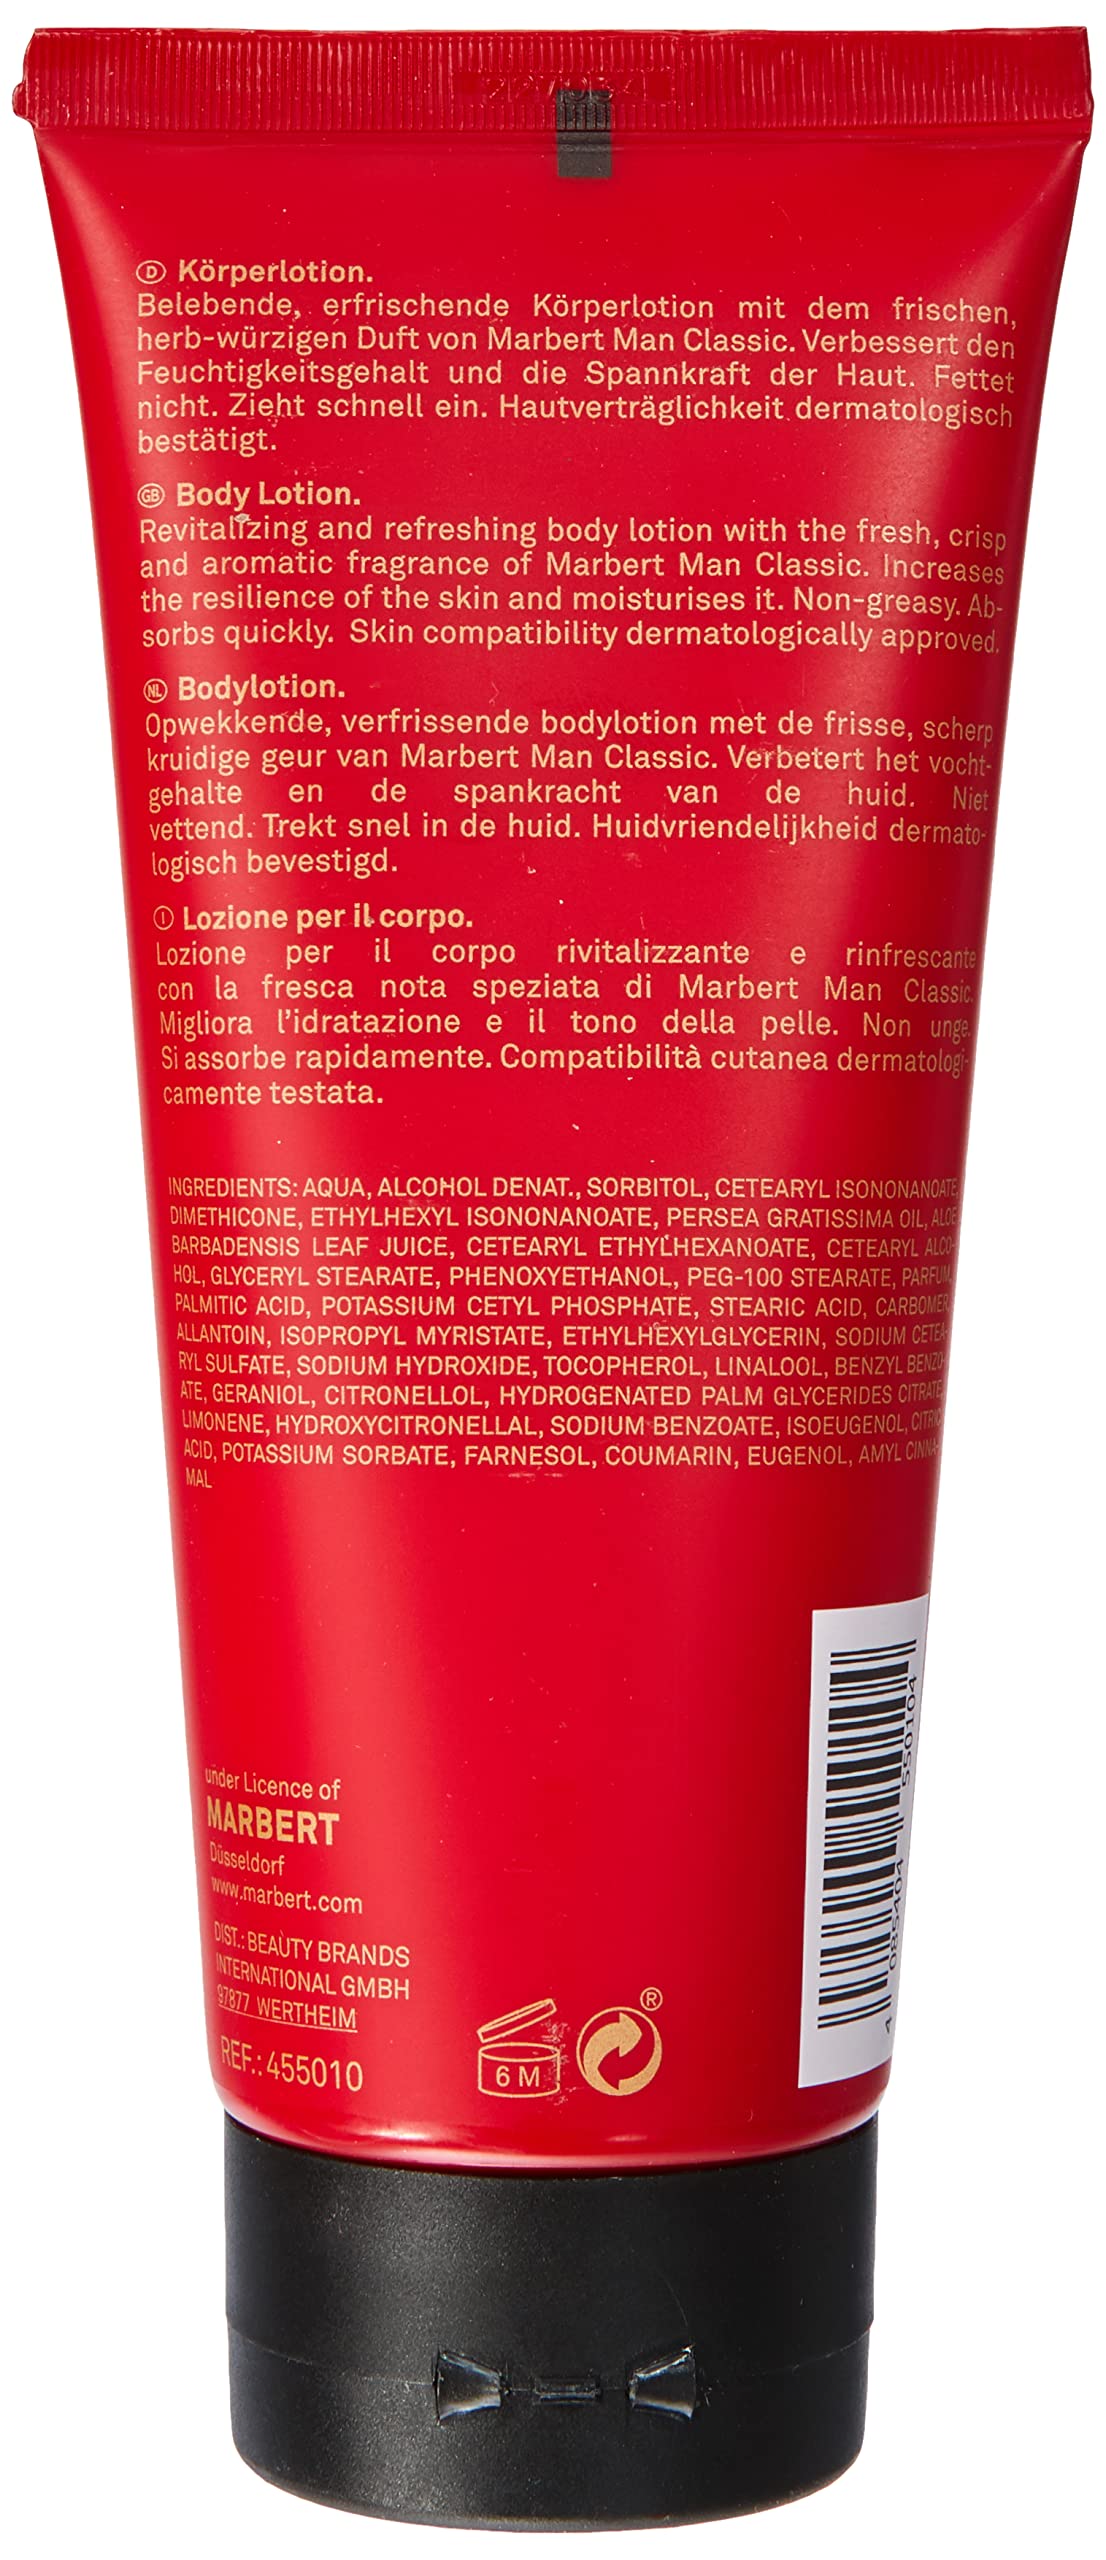 D Körperlotion.
Belebende, erfrischende Körperlotion mit dem frischen,
herb-würzigen Duft von Marbert Man Classic. Verbessert den
Feuchtigkeitsgehalt und die Spannkraft der Haut. Fettet
nicht. Zieht schnell ein. Hautverträglichkeit dermatologisch
bestätigt.
GB Body Lotion.
Revitalizing and refreshing body lotion with the fresh, crisp
and aromatic fragrance of Marbert Man Classic. Increases
the resilience of the skin and moisturises it. Non-greasy. Ab-
sorbs quickly. Skin compatibility dermatologically approved.
NL Bodylotion.
Opwekkende, verfrissende bodylotion met de frisse, scherp
kruidige geur van Marbert Man Classic. Verbetert het vocht-
gehalte en de spankracht van de huid. Niet
vettend. Trekt snel in de huid. Huidvriendelijkheid dermato-
logisch bevestigd.
I Lozione per il corpo.
Lozione per il corpo rivitalizzante e rinfrescante
con la fresca nota speziata di Marbert Man Classic.
Migliora l'idratazione e il tono della pelle. Non unge.
Si assorbe rapidamente. Compatibilità cutanea dermatologi-
camente testata.
INGREDIENTS: AQUA, ALCOHOL DENAT., SORBITOL, CETEARYL ISONONANOATE,
DIMETHICONE, ETHYLHEXYL ISONONANOATE, PERSEA GRATISSIMA OIL, ALOE
BARBADENSIS LEAF JUICE, CETEARYL ETHYLHEXANOATE, CETEARYL ALCO-
HOL, GLYCERYL STEARATE, PHENOXYETHANOL, PEG-100 STEARATE, PARFUM,
PALMITIC ACID, POTASSIUM CETYL PHOSPHATE, STEARIC ACID, CARBOMER,
ALLANTOIN, ISOPROPYL MYRISTATE, ETHYLHEXYLGLYCERIN, SODIUM CETEA-
RYL SULFATE, SODIUM HYDROXIDE, TOCOPHEROL, LINALOOL, BENZYL BENZO-
ATE, GERANIOL, CITRONELLOL, HYDROGENATED PALM GLYCERIDES CITRATE,
LIMONENE, HYDROXYCITRONELLAL, SODIUM BENZOATE, ISOEUGENOL, CITRIC
ACID, POTASSIUM SORBATE, FARNESOL, COUMARIN, EUGENOL, AMYL CINNA-
MAL
under Licence of
MARBERT
Düsseldorf
www.marbert.com
DIST.: BEAUTY BRANDS
INTERNATIONAL GMBH
97877 WERTHEIM
REF.: 455010
6 M
®
4 085404 550104